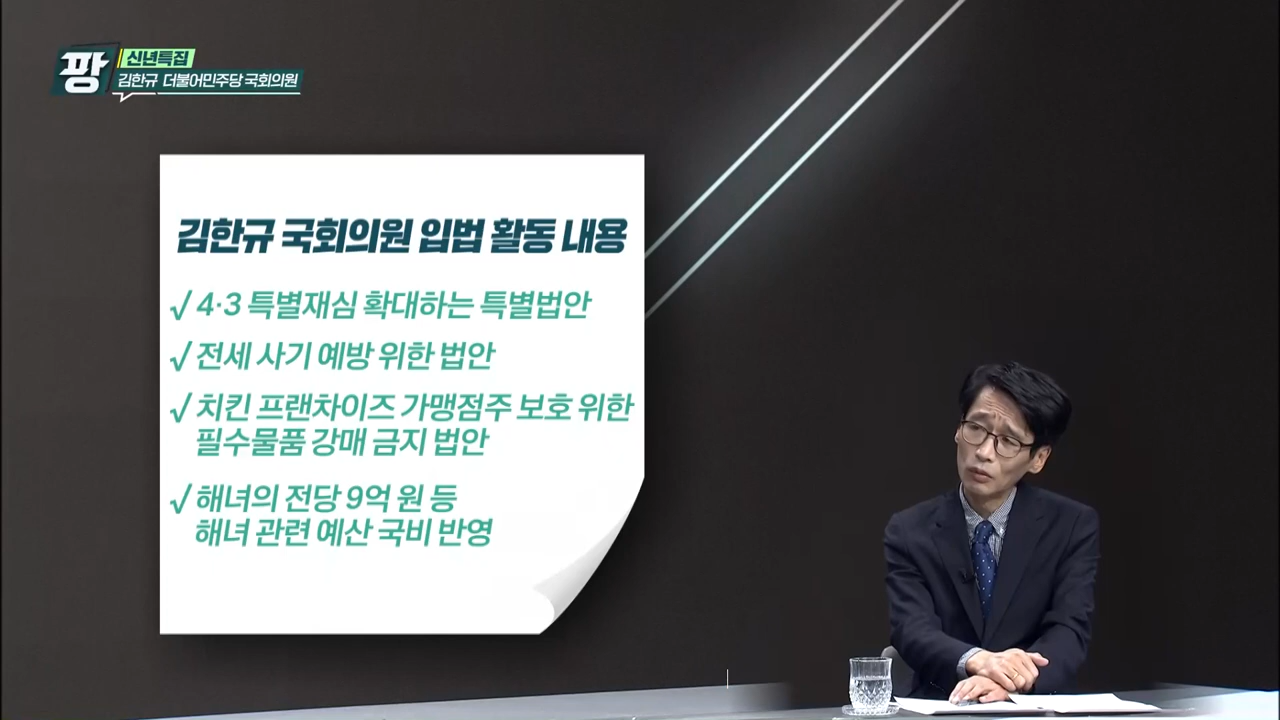 팡
신년특집
김한규 더불어민주당 국회의원
김한규 국회의원 입법 활동 내용
√ 4·3 특별재심 확대하는 특별법안
√ 전세 사기 예방 위한 법안
√ 치킨 프랜차이즈 가맹점주 보호 위한
필수물품 강매 금지 법안
√ 해녀의 전당 9억 원 등
해녀 관련 예산 국비 반영